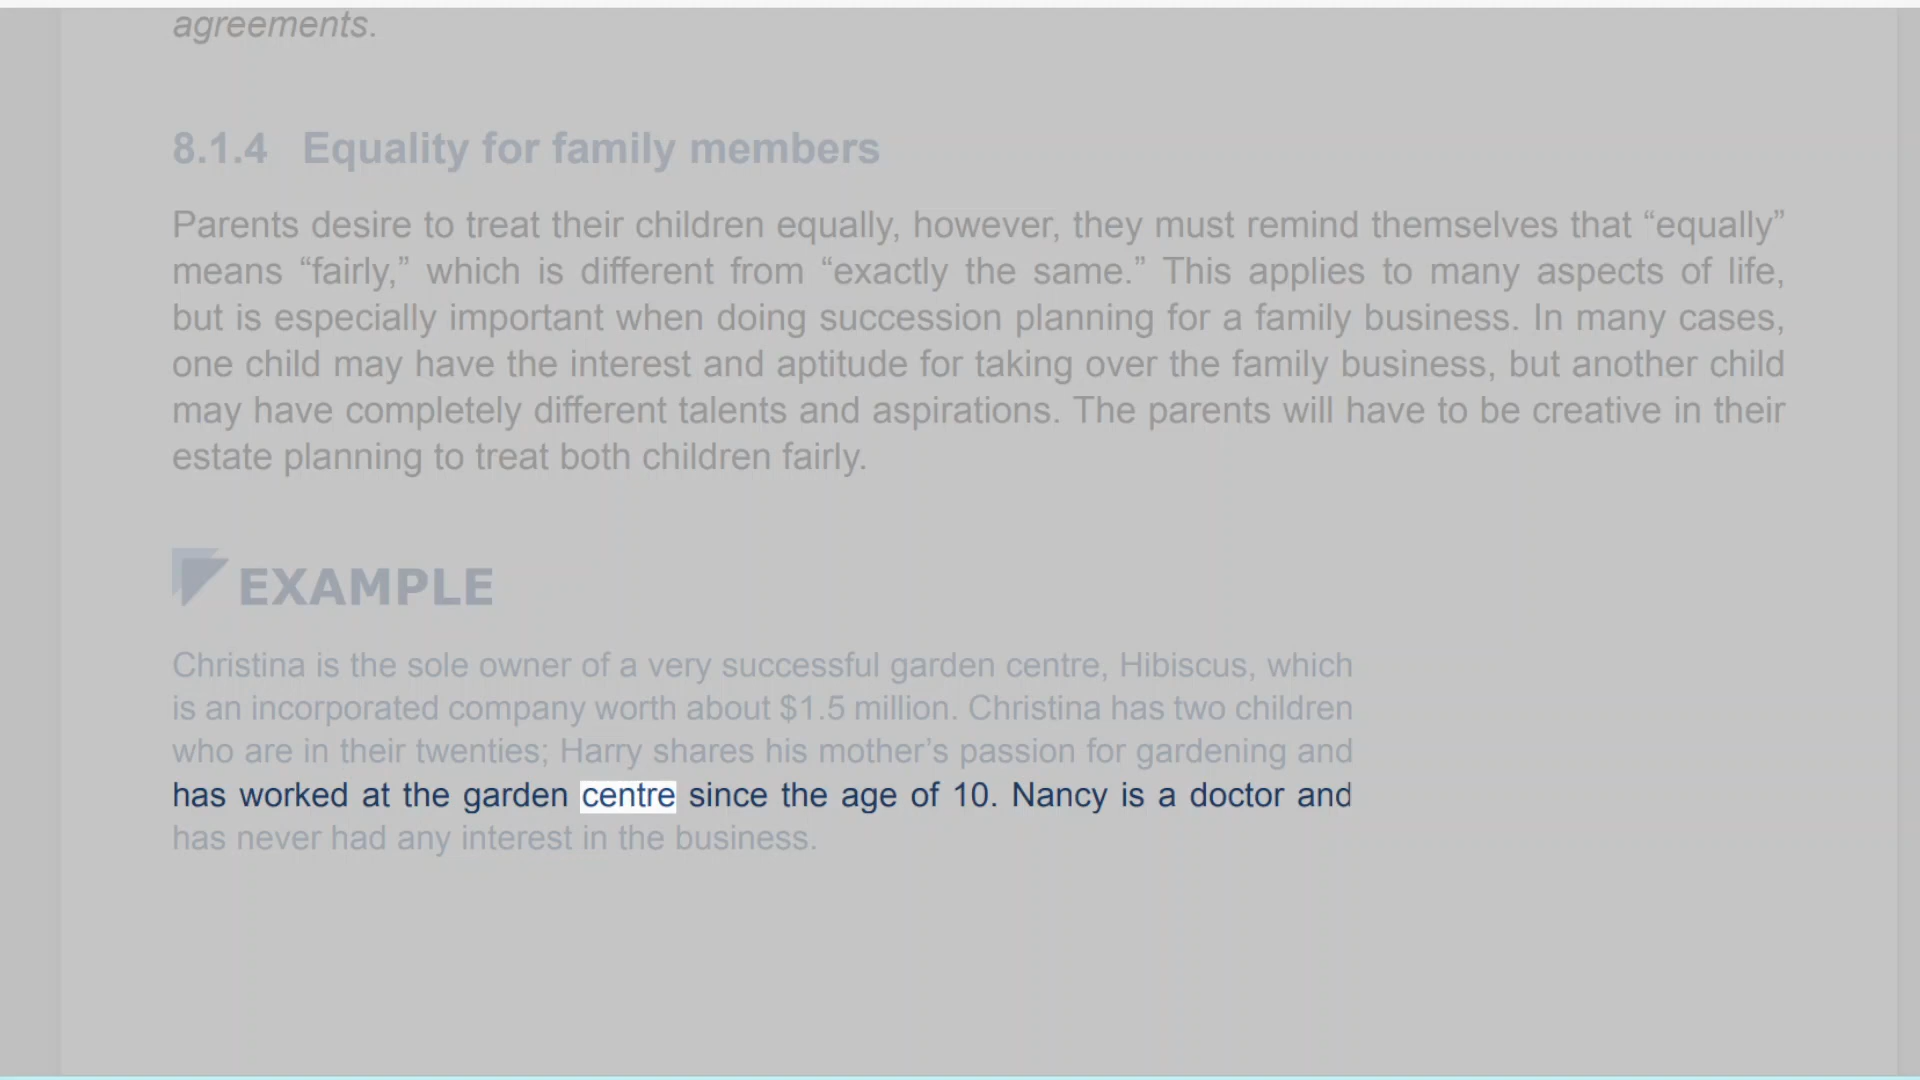 agreements.
8.1.4 Equality for family members
Parents desire to treat their children equally, however, they must remind themselves that “equally”
means “fairly,” which is different from “exactly the same.” This applies to many aspects of life,
but is especially important when doing succession planning for a family business. In many cases,
one child may have the interest and aptitude for taking over the family business, but another child
may have completely different talents and aspirations. The parents will have to be creative in their
estate planning to treat both children fairly.
EXAMPLE
Christina is the sole owner of a very successful garden centre, Hibiscus, which
is an incorporated company worth about $1.5 million. Christina has two children
who are in their twenties; Harry shares his mother’s passion for gardening and
has worked at the garden centre since the age of 10. Nancy is a doctor and
has never had any interest in the business.